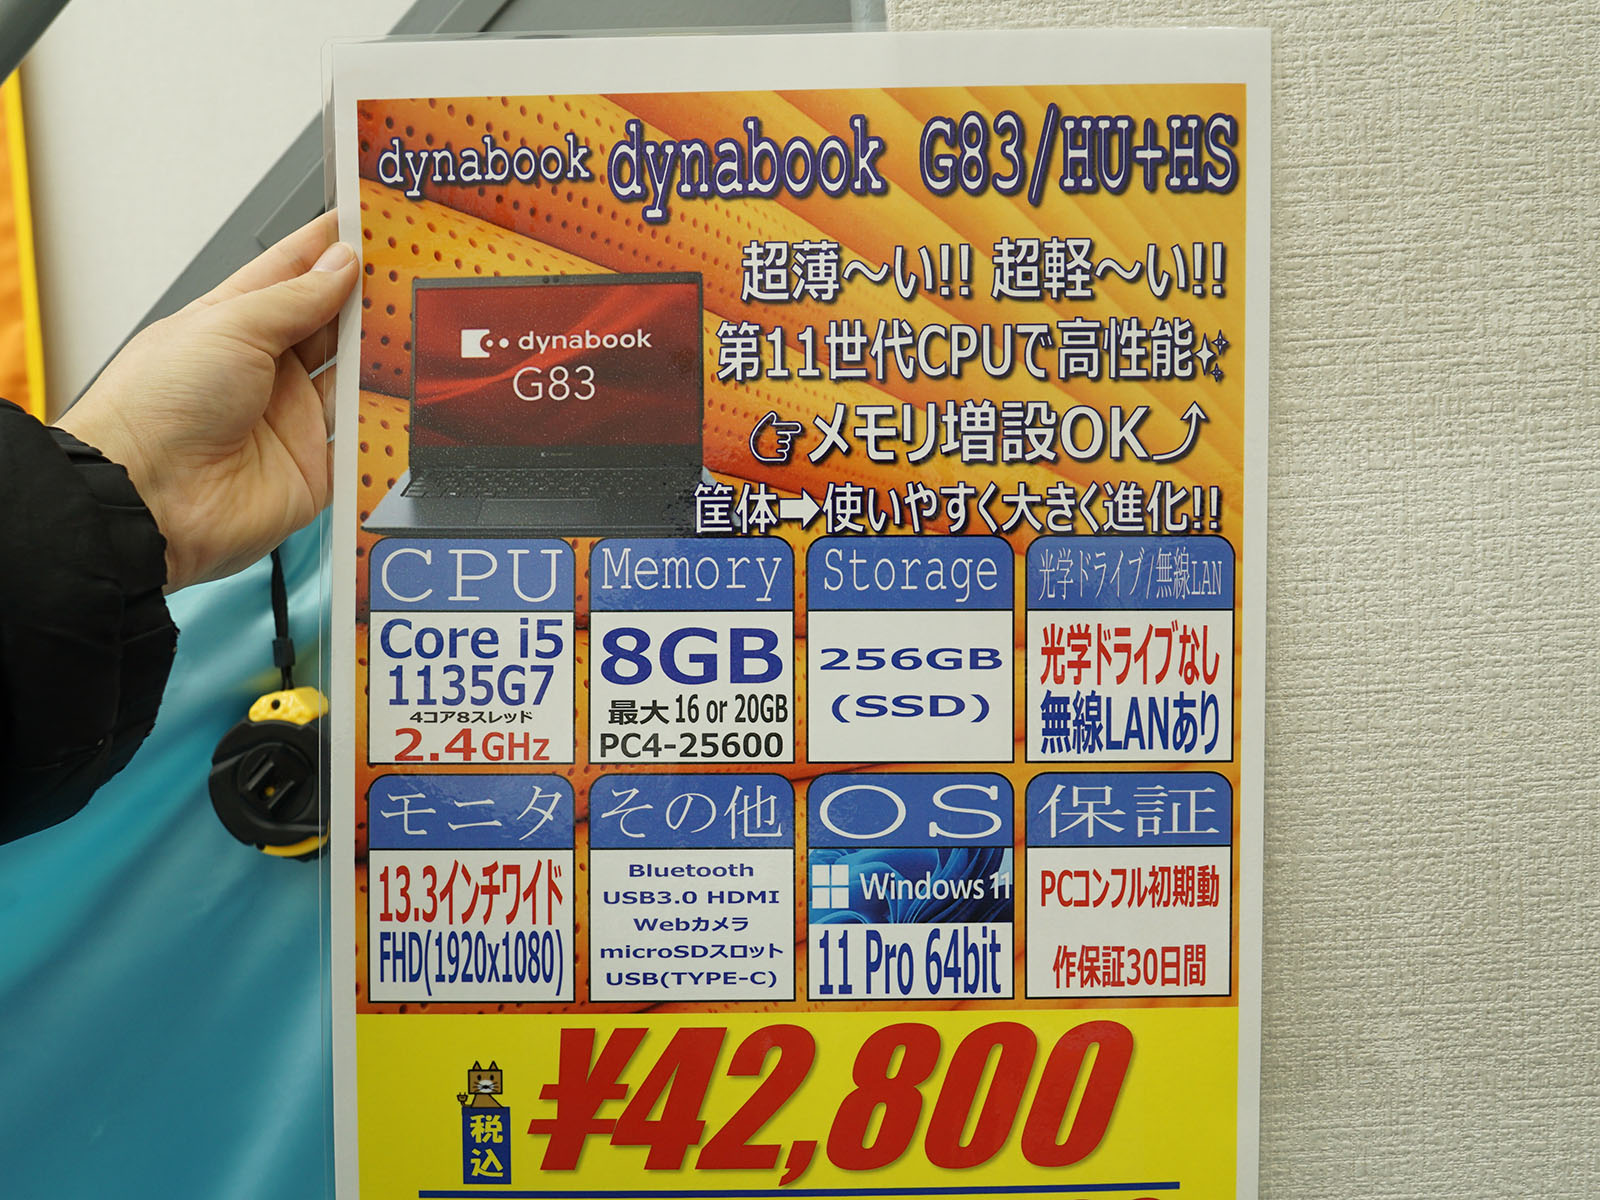 dynabook dynabook G83/HU+HS
超薄～い!! 超軽～い!!
第11世代CPUで高性能
メモリ増設OK
筐体➡使いやすく大きく進化!!
dynabook
G83
CPU
Core i5
1135G7
4コア8スレッド
2.4GHz
Memory
8GB
最大16 or 20GB
PC4-25600
Storage
256GB
(SSD)
光学ドライブ/無線LAN
光学ドライブなし
無線LANあり
モニタ
13.3インチワイド
FHD(1920x1080)
その他
Bluetooth
USB3.0 HDMI
Webカメラ
microSDスロット
USB(TYPE-C)
OS
Windows 11
11 Pro 64bit
保証
PCコンフル初期動
作保証30日間
税込
¥42,800